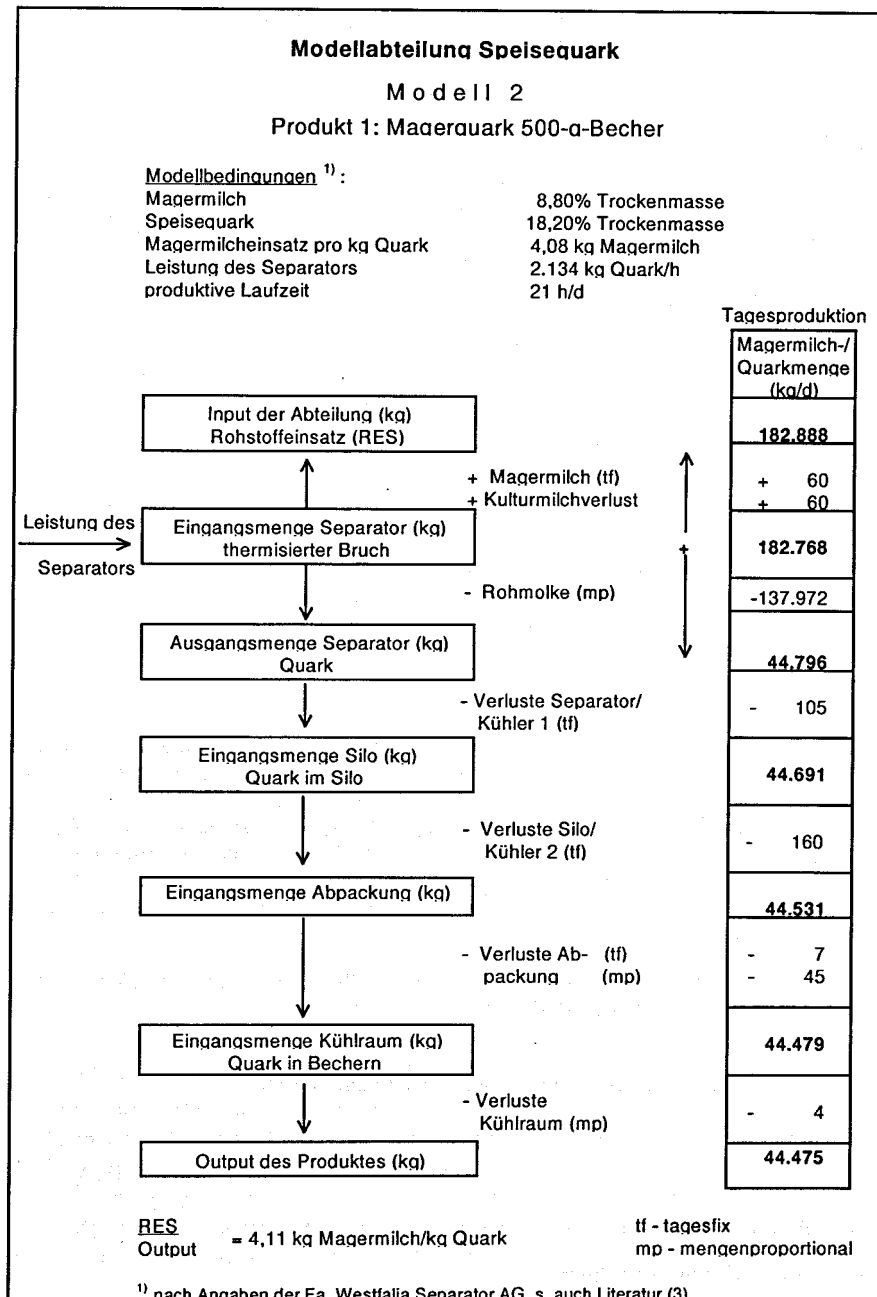 Modellabteilung Speisequark
Modell 2
Produkt 1: Magerquark 500-g-Becher
Modellbedingungen 1) :
Magermilch 8,80% Trockenmasse
Speisequark 18,20% Trockenmasse
Magermilcheinsatz pro kg Quark 4,08 kg Magermilch
Leistung des Separators 2.134 kg Quark/h
produktive Laufzeit 21 h/d
Tagesproduktion
Magermilch-/
Quarkmenge
(kg/d)
Input der Abteilung (kg)
Rohstoffeinsatz (RES)
182.888
+ Magermilch (tf) + 60
+ Kulturmilchverlust + 60
Leistung des
Separators
Eingangsmenge Separator (kg)
thermisierter Bruch
+
182.768
- Rohmolke (mp) -137.972
Ausgangsmenge Separator (kg)
Quark
44.796
- Verluste Separator/
Kühler 1 (tf)
- 105
Eingangsmenge Silo (kg)
Quark im Silo
44.691
- Verluste Silo/
Kühler 2 (tf)
- 160
Eingangsmenge Abpackung (kg)
44.531
- Verluste Ab- (tf) - 7
packung (mp) - 45
Eingangsmenge Kühlraum (kg)
Quark in Bechern
44.479
- Verluste
Kühlraum (mp)
- 4
Output des Produktes (kg)
44.475
RES
Output
= 4,11 kg Magermilch/kg Quark
tf - tagesfix
mp - mengenproportional
1) nach Angaben der Fa. Westfalia Separator AG, s. auch Literatur (3)